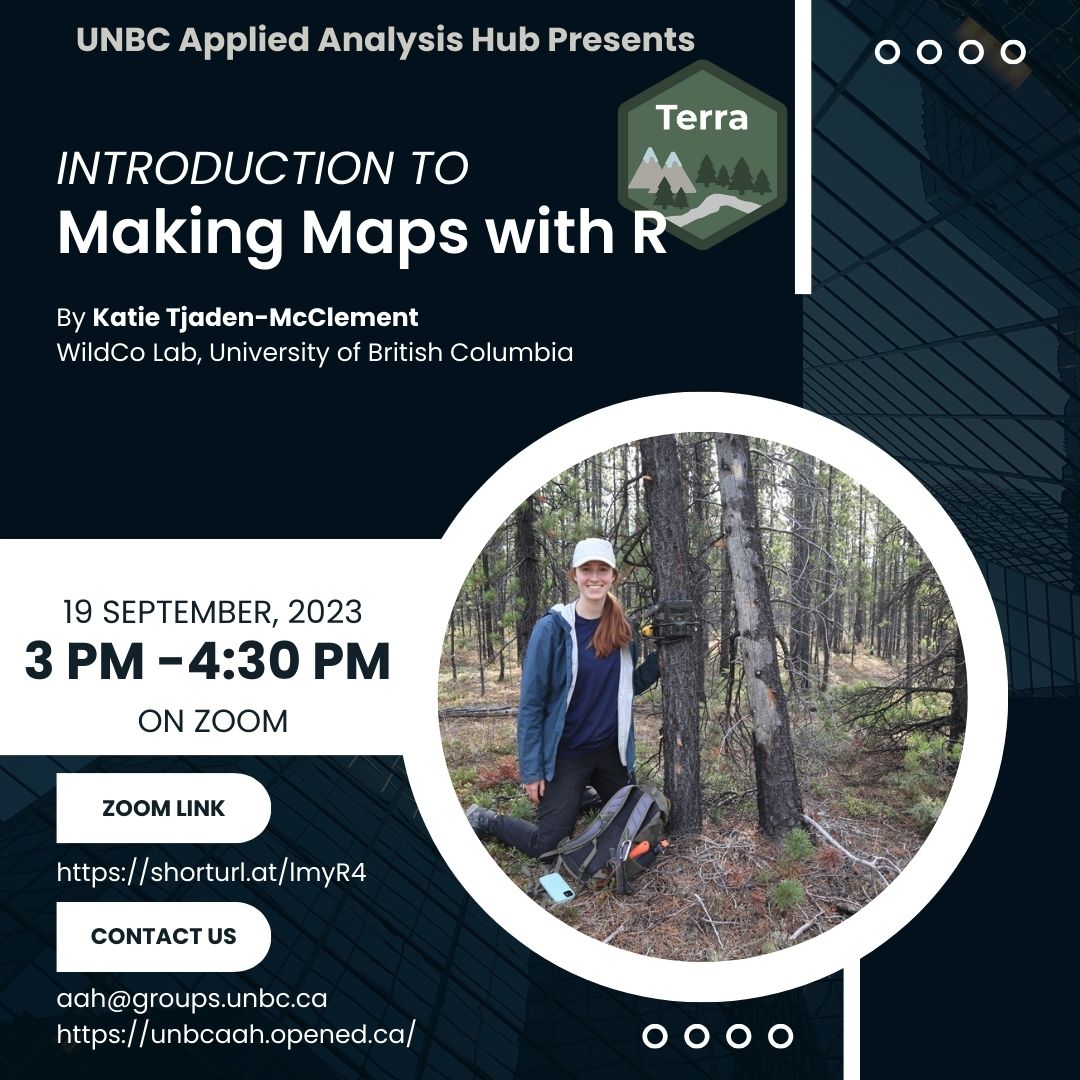 UNBC Applied Analysis Hub Presents
Terra
INTRODUCTION TO
Making Maps with R
By Katie Tjaden-McClement
WildCo Lab, University of British Columbia
19 SEPTEMBER, 2023
3 PM -4:30 PM
ON ZOOM
ZOOM LINK
https://shorturl.at/lmyR4
CONTACT US
aah@groups.unbc.ca
https://unbcaah.opened.ca/